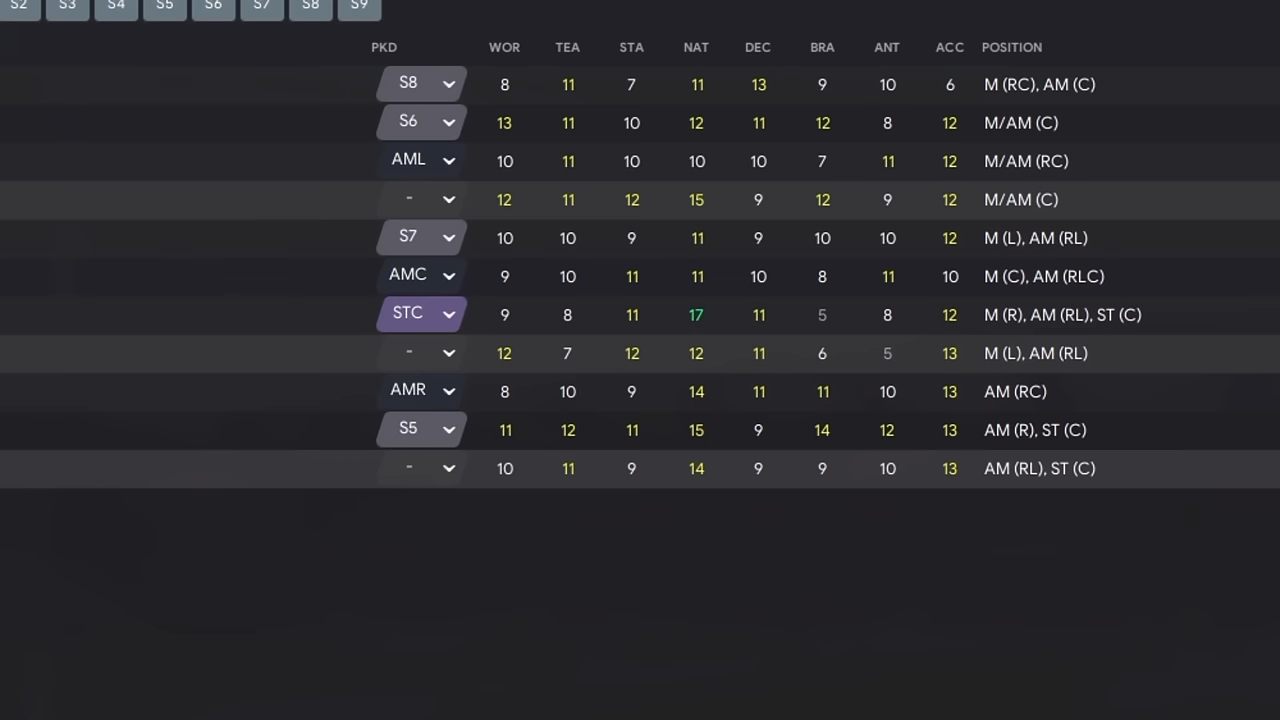 S2 S3 S4 S5 S6 S7 S8 S9
PKD WOR TEA STA NAT DEC BRA ANT ACC POSITION
S8 8 11 7 11 13 9 10 6 M (RC), AM (C)
S6 13 11 10 12 11 12 8 12 M/AM (C)
AML 10 11 10 10 10 7 11 12 M/AM (RC)
- 12 11 12 15 9 12 9 12 M/AM (C)
S7 10 10 9 11 9 10 10 12 M (L), AM (RL)
AMC 9 10 11 11 10 8 11 10 M (C), AM (RLC)
STC 9 8 11 17 11 5 8 12 M (R), AM (RL), ST (C)
- 12 7 12 12 11 6 5 13 M (L), AM (RL)
AMR 8 10 9 14 11 11 10 13 AM (RC)
S5 11 12 11 15 9 14 12 13 AM (R), ST (C)
- 10 11 9 14 9 9 10 13 AM (RL), ST (C)